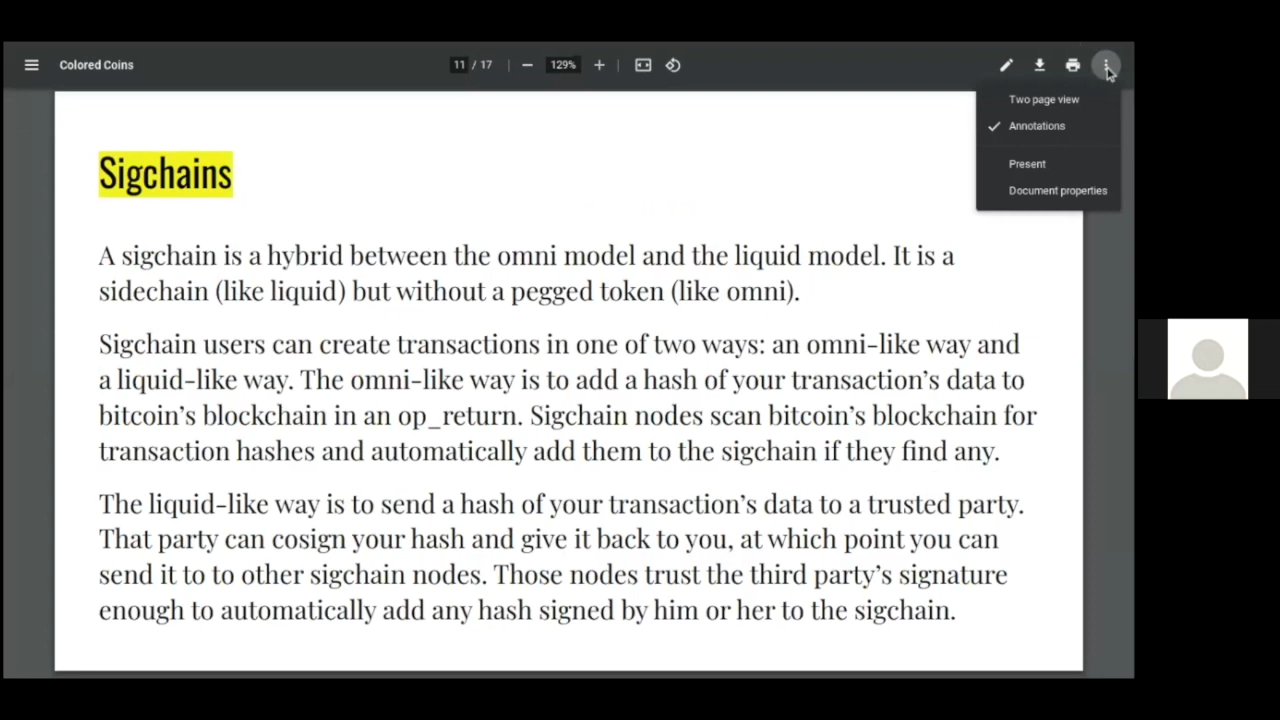 Colored Coins
11 / 17
129%
Two page view
Annotations
Present
Document properties
Sigchains
A sigchain is a hybrid between the omni model and the liquid model. It is a
sidechain (like liquid) but without a pegged token (like omni).
Sigchain users can create transactions in one of two ways: an omni-like way and
a liquid-like way. The omni-like way is to add a hash of your transaction’s data to
bitcoin’s blockchain in an op_return. Sigchain nodes scan bitcoin’s blockchain for
transaction hashes and automatically add them to the sigchain if they find any.
The liquid-like way is to send a hash of your transaction’s data to a trusted party.
That party can cosign your hash and give it back to you, at which point you can
send it to to other sigchain nodes. Those nodes trust the third party’s signature
enough to automatically add any hash signed by him or her to the sigchain.